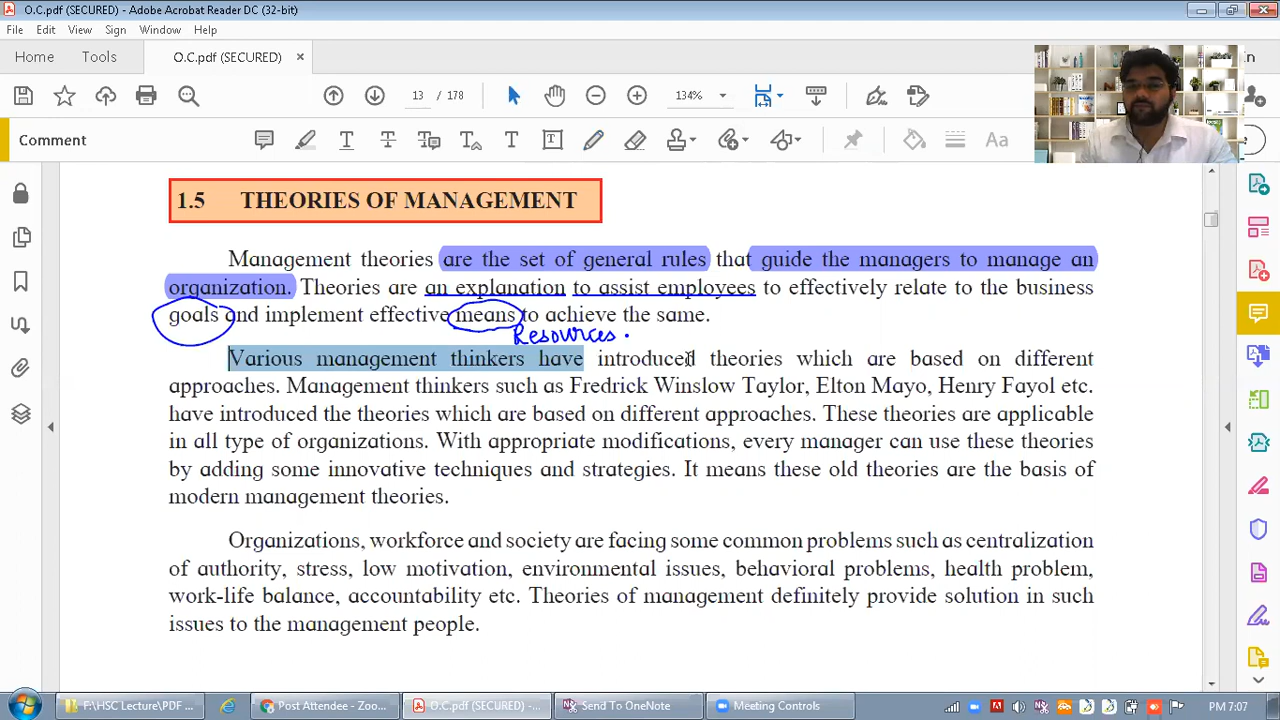 O.C.pdf (SECURED) - Adobe Acrobat Reader DC (32-bit)
File Edit View Sign Window Help
Home Tools O.C.pdf (SECURED) ×
13 178 134%
Comment
Aa
1.5 THEORIES OF MANAGEMENT
Management theories are the set of general rules that guide the managers to manage an
organization. Theories are an explanation to assist employees to effectively relate to the business
goals and implement effective means to achieve the same.
Resources
Various management thinkers have introduced theories which are based on different
approaches. Management thinkers such as Fredrick Winslow Taylor, Elton Mayo, Henry Fayol etc.
have introduced the theories which are based on different approaches. These theories are applicable
in all type of organizations. With appropriate modifications, every manager can use these theories
by adding some innovative techniques and strategies. It means these old theories are the basis of
modern management theories.
Organizations, workforce and society are facing some common problems such as centralization
of authority, stress, low motivation, environmental issues, behavioral problems, health problem,
work-life balance, accountability etc. Theories of management definitely provide solution in such
issues to the management people.
F:\HSC Lecture\PDF ... Post Attendee - Zoo... O.C.pdf (SECURED) -... Send To OneNote Meeting Controls PM 7:07